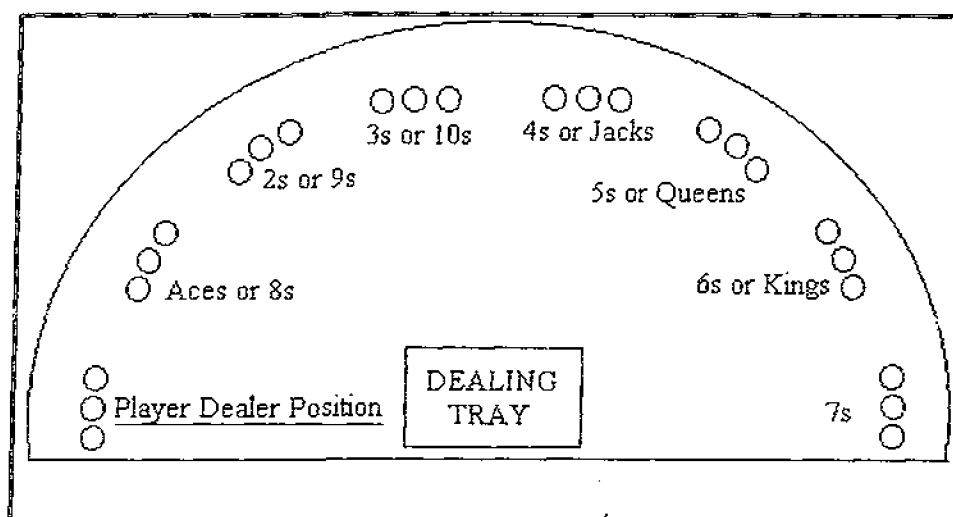 3s or 10s
4s or Jacks
2s or 9s
5s or Queens
Aces or 8s
6s or Kings
Player Dealer Position
DEALING
TRAY
7s